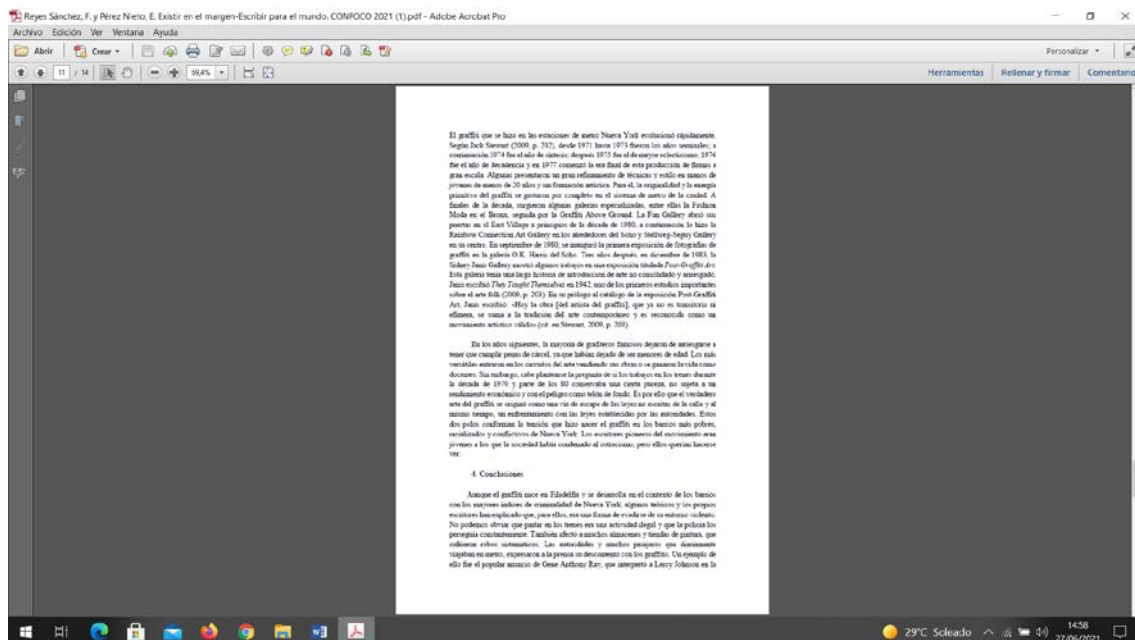 Reyes Sánchez, F. y Pérez Nieto, E. Existir en el margen-Escribir para el mundo. CONFOCO 2021 (1).pdf - Adobe Acrobat Pro
Archivo Edición Ver Ventana Ayuda
Abrir Crear Personalizar
11 / 14 59,4% Herramientas Rellenar y firmar Comentario
El graffiti que se hizo en las estaciones de metro Nueva York evolucionó rápidamente.
Según Jack Stewart (2009, p. 202), desde 1971 hasta 1973 fueron los años seminales; a
continuación 1974 fue el año de síntesis; después 1975 fue el de mayor eclecticismo; 1976
fue el año de decadencia y en 1977 comenzó la era final de esta producción de firmas a
gran escala. Algunas presentaron un gran refinamiento de técnicas y estilo en manos de
jóvenes de menos de 20 años y sin formación artística. Para él, la originalidad y la energía
primitiva del graffiti se gastaron por completo en el sistema de metro de la ciudad. A
finales de la década, surgieron algunas galerías especializadas, entre ellas la Fashion
Moda en el Bronx, seguida por la Graffiti Above Ground. La Fun Gallery abrió sus
puertas en el East Village a principios de la década de 1980, a continuación lo hizo la
Rainbow Connection Art Gallery en los alrededores del Soho y Stellweg-Seguy Gallery
en su centro. En septiembre de 1980, se inauguró la primera exposición de fotografías de
graffiti en la galería O.K. Harris del Soho. Tres años después, en diciembre de 1983, la
Sidney Janis Gallery mostró algunos trabajos en una exposición titulada Post-Graffiti Art.
Esta galería tenía una larga historia de introducción de arte no consolidado y arriesgado.
Janis escribió They Taught Themselves en 1942, uno de los primeros estudios importantes
sobre el arte folk (2009, p. 203). En su prólogo al catálogo de la exposición Post-Graffiti
Art, Janis escribió: «Hoy la obra [del artista del graffiti], que ya no es transitoria ni
efímera, se suma a la tradición del arte contemporáneo y es reconocida como un
movimiento artístico válido» (cit. en Stewart, 2009, p. 203).
En los años siguientes, la mayoría de grafiteros famosos dejaron de arriesgarse a
tener que cumplir penas de cárcel, ya que habían dejado de ser menores de edad. Los más
versátiles entraron en los circuitos del arte vendiendo sus obras o se ganaron la vida como
docentes. Sin embargo, cabe plantearse la pregunta de si los trabajos en los trenes durante
la década de 1970 y parte de los 80 conservaba una cierta pureza, no sujeta a un
rendimiento económico y con el peligro como telón de fondo. Es por ello que el verdadero
arte del graffiti se originó como una vía de escape de las leyes no escritas de la calle y al
mismo tiempo, un enfrentamiento con las leyes establecidas por las autoridades. Estos
dos polos conforman la tensión que hizo nacer el graffiti en los barrios más pobres,
racializados y conflictivos de Nueva York. Los escritores pioneros del movimiento eran
jóvenes a los que la sociedad había condenado al ostracismo, pero ellos querían hacerse
ver.
4. Conclusiones
Aunque el graffiti nace en Filadelfia y se desarrolla en el contexto de los barrios
con los mayores índices de criminalidad de Nueva York, algunos teóricos y los propios
escritores han explicado que, para ellos, era una forma de evadirse de su entorno violento.
No podemos obviar que pintar en los trenes era una actividad ilegal y que la policía los
perseguía constantemente. También afectó a muchos almacenes y tiendas de pintura, que
sufrieron robos sistemáticos. Las autoridades y muchos pasajeros que diariamente
viajaban en metro, expresaron a la prensa su descontento con los graffitis. Un ejemplo de
ello fue el popular anuncio de Gene Anthony Ray, que interpretó a Leroy Johnson en la
29°C Soleado
14:58
27/06/2021